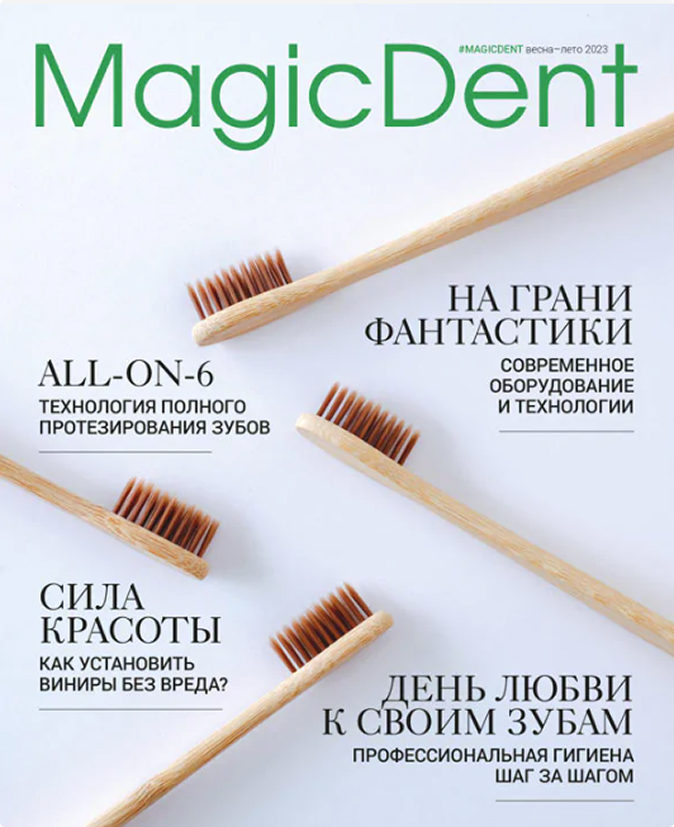 #MAGICDENT весна–лето 2023
MagicDent
НА ГРАНИ
ФАНТАСТИКИ
СОВРЕМЕННОЕ
ОБОРУДОВАНИЕ
И ТЕХНОЛОГИИ
ALL-ON-6
ТЕХНОЛОГИЯ ПОЛНОГО
ПРОТЕЗИРОВАНИЯ ЗУБОВ
СИЛА
КРАСОТЫ
КАК УСТАНОВИТЬ
ВИНИРЫ БЕЗ ВРЕДА?
ДЕНЬ ЛЮБВИ
К СВОИМ ЗУБАМ
ПРОФЕССИОНАЛЬНАЯ ГИГИЕНА
ШАГ ЗА ШАГОМ